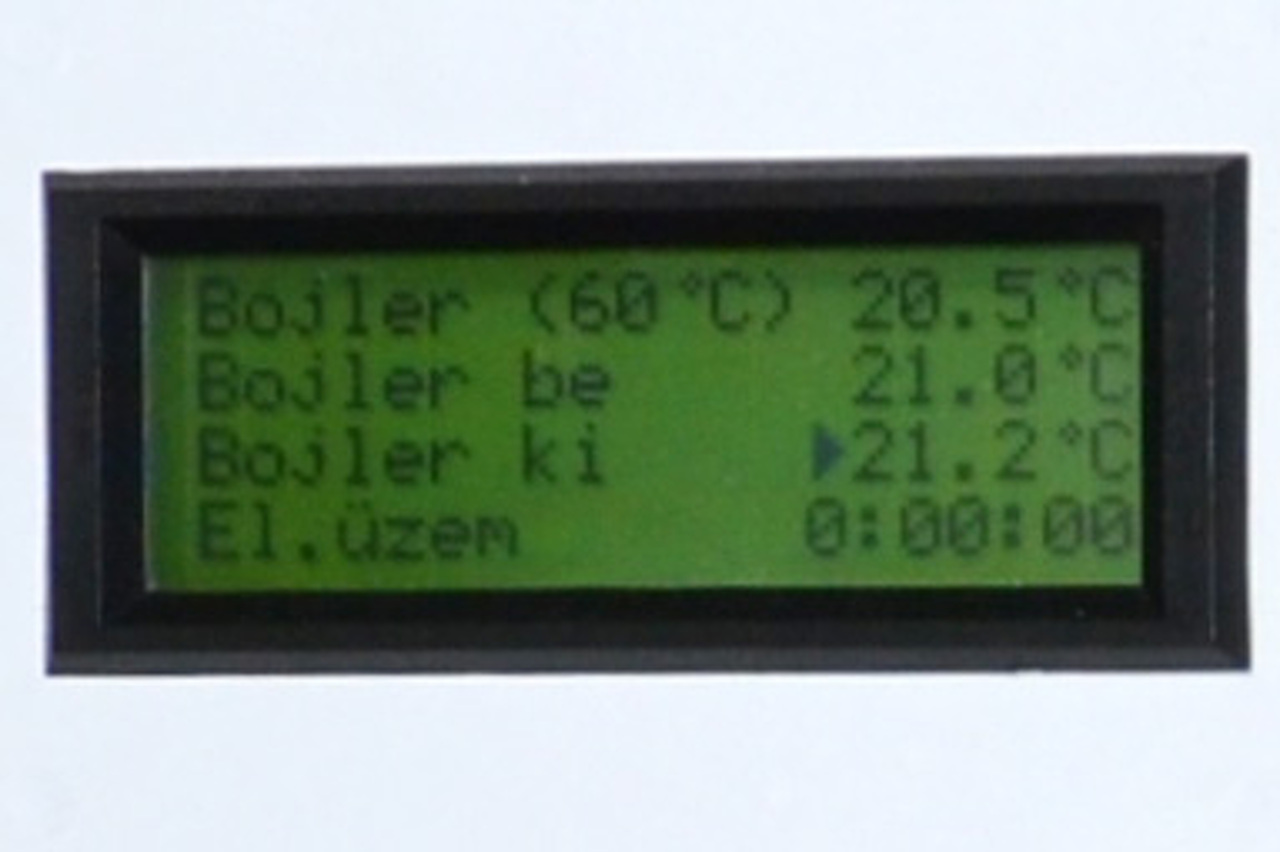 Bojler (60°C) 20.5°C
Bojler be 21.0°C
Bojler ki ▶21.2°C
El.üzem 0:00:00